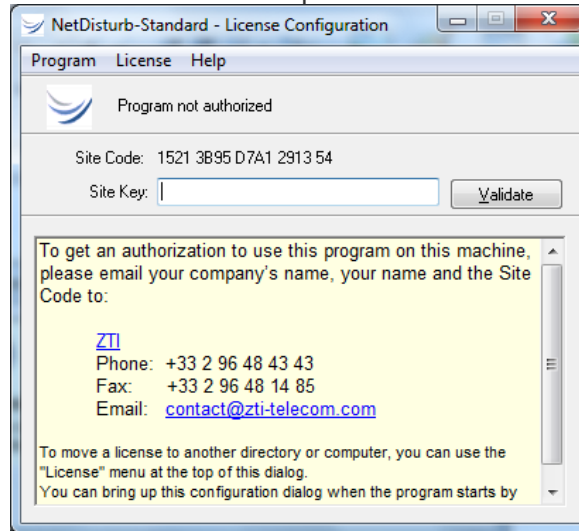 NetDisturb-Standard - License Configuration
Program License Help
Program not authorized
Site Code: 1521 3B95 D7A1 2913 54
Site Key:
Validate
To get an authorization to use this program on this machine,
please email your company's name, your name and the Site
Code to:
ZTI
Phone: +33 2 96 48 43 43
Fax: +33 2 96 48 14 85
Email: contact@zti-telecom.com
To move a license to another directory or computer, you can use the
"License" menu at the top of this dialog.
You can bring up this configuration dialog when the program starts by